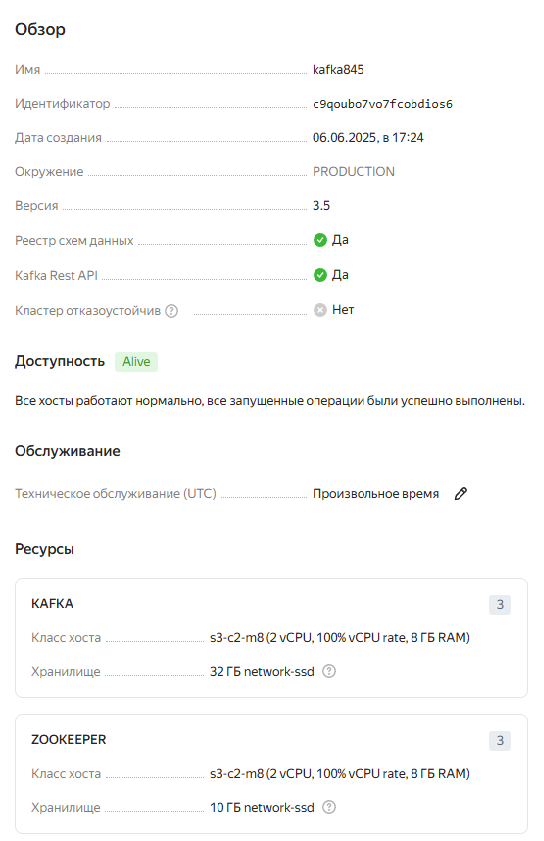 Обзор
Имя kafka845
Идентификатор c9qoubo7vo7fcobdios6
Дата создания 06.06.2025, в 17:24
Окружение PRODUCTION
Версия 3.5
Реестр схем данных Да
Kafka Rest API Да
Кластер отказоустойчив ? Нет
Доступность Alive
Все хосты работают нормально, все запущенные операции были успешно выполнены.
Обслуживание
Техническое обслуживание (UTC) Произвольное время
Ресурсы
KAFKA 3
Класс хоста s3-c2-m8 (2 vCPU, 100% vCPU rate, 8 ГБ RAM)
Хранилище 32 ГБ network-ssd ?
ZOOKEEPER 3
Класс хоста s3-c2-m8 (2 vCPU, 100% vCPU rate, 8 ГБ RAM)
Хранилище 10 ГБ network-ssd ?